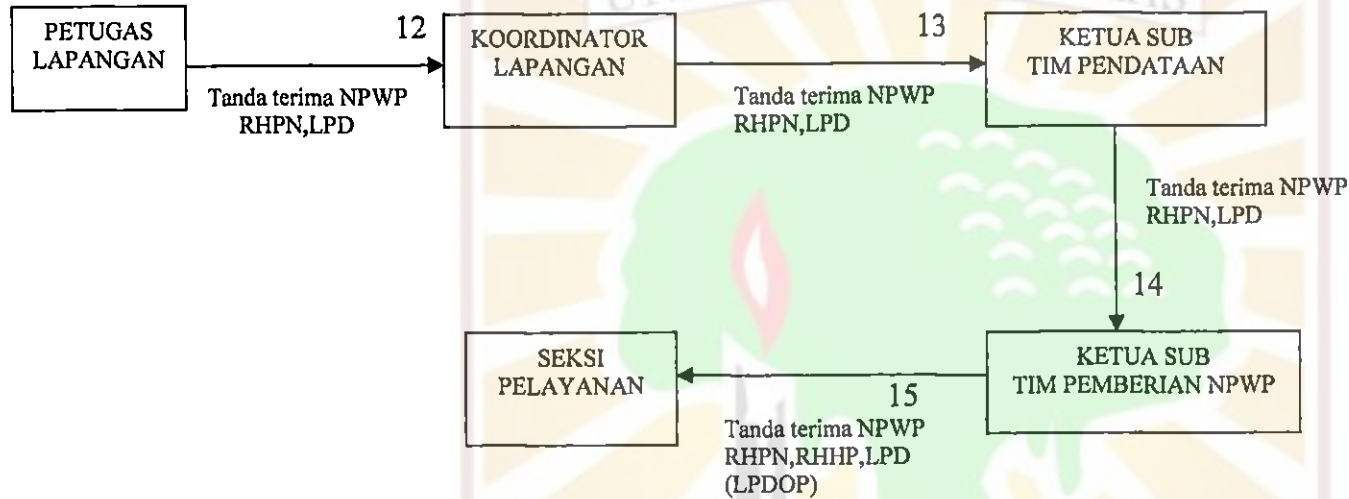 PETUGAS
LAPANGAN
12
Tanda terima NPWP
RHPN,LPD
KOORDINATOR
LAPANGAN
13
Tanda terima NPWP
RHPN,LPD
KETUA SUB
TIM PENDATAAN
Tanda terima NPWP
RHPN,LPD
14
KETUA SUB
TIM PEMBERIAN NPWP
15
Tanda terima NPWP
RHPN,RHHP,LPD
(LPDOP)
SEKSI
PELAYANAN